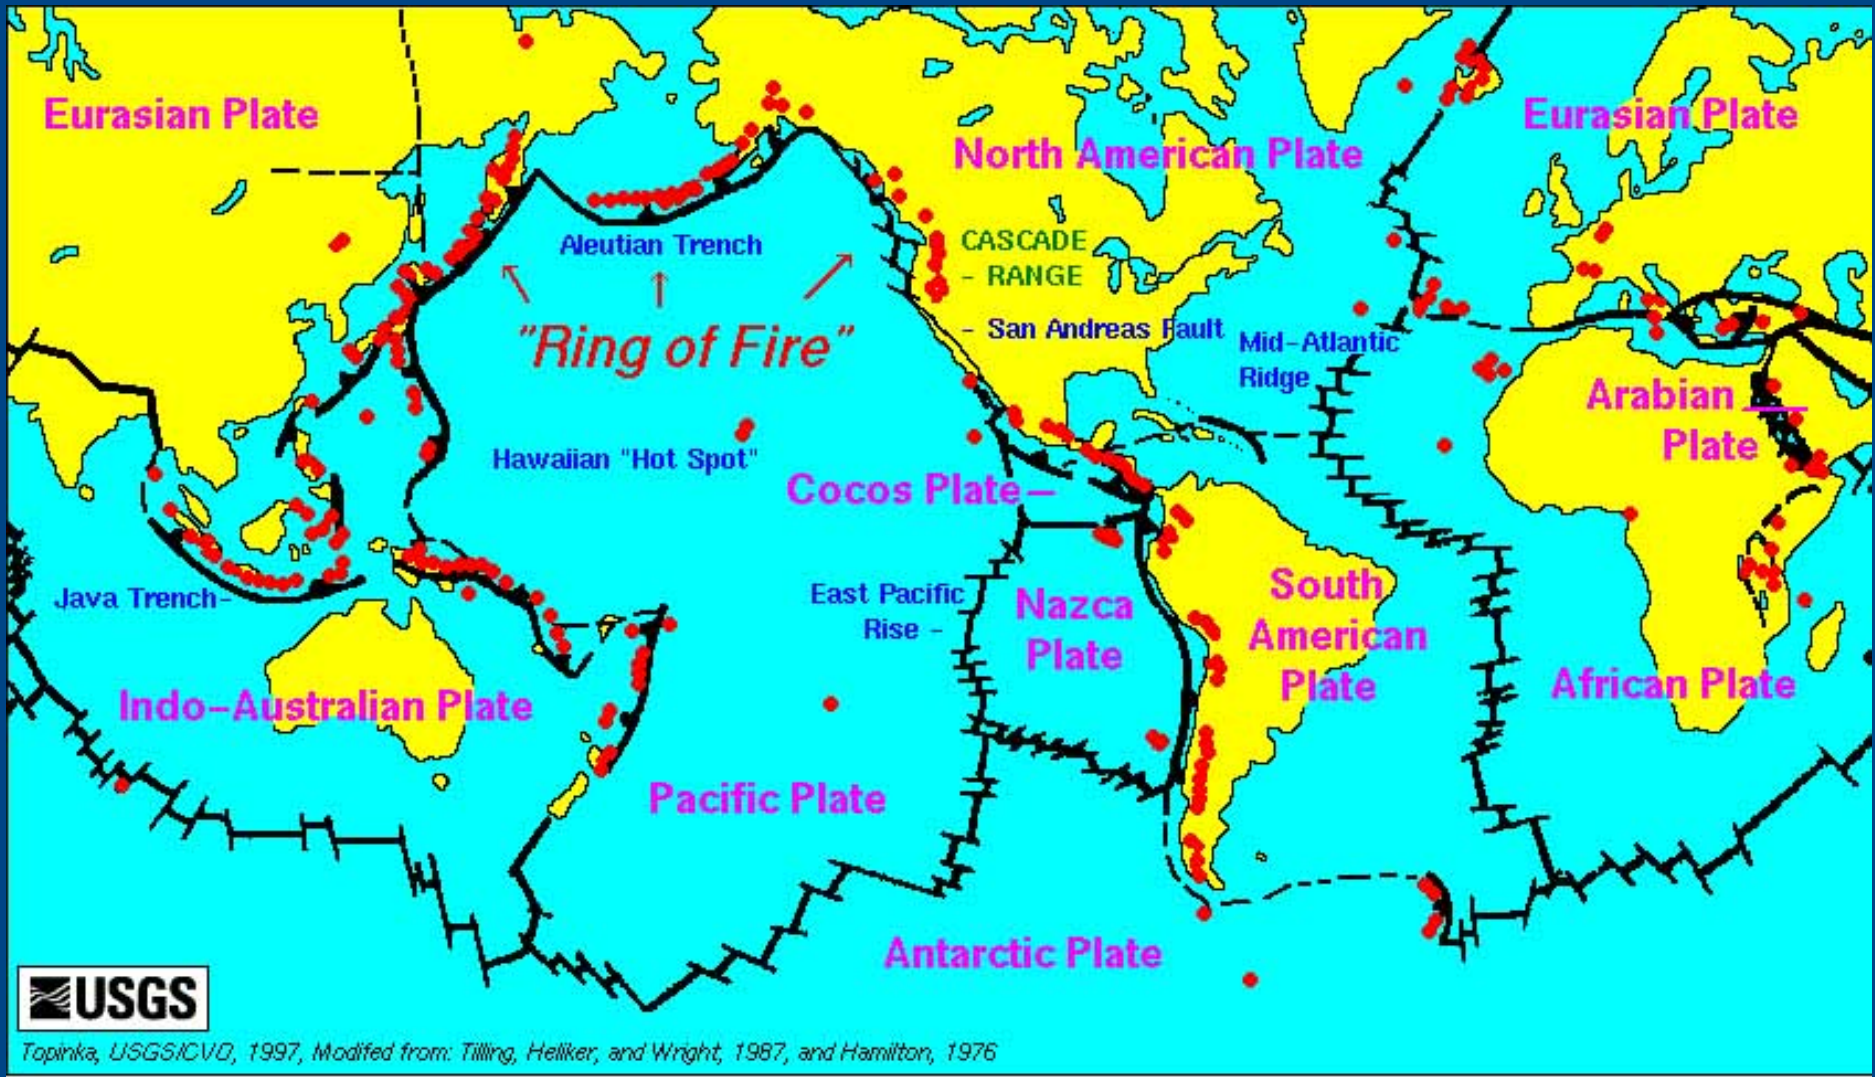 Eurasian Plate
Eurasian Plate
North American Plate
Aleutian Trench
CASCADE
- RANGE
"Ring of Fire"
- San Andreas Fault
Mid-Atlantic
Ridge
Arabian
Plate
Hawaiian "Hot Spot"
Cocos Plate
Java Trench-
East Pacific
Rise -
Nazca
Plate
South
American
Plate
African Plate
Indo-Australian Plate
Pacific Plate
Antarctic Plate
USGS
Topinka, USGS/CVO, 1997, Modifed from: Tilling, Heliker, and Wright, 1987, and Hamilton, 1976